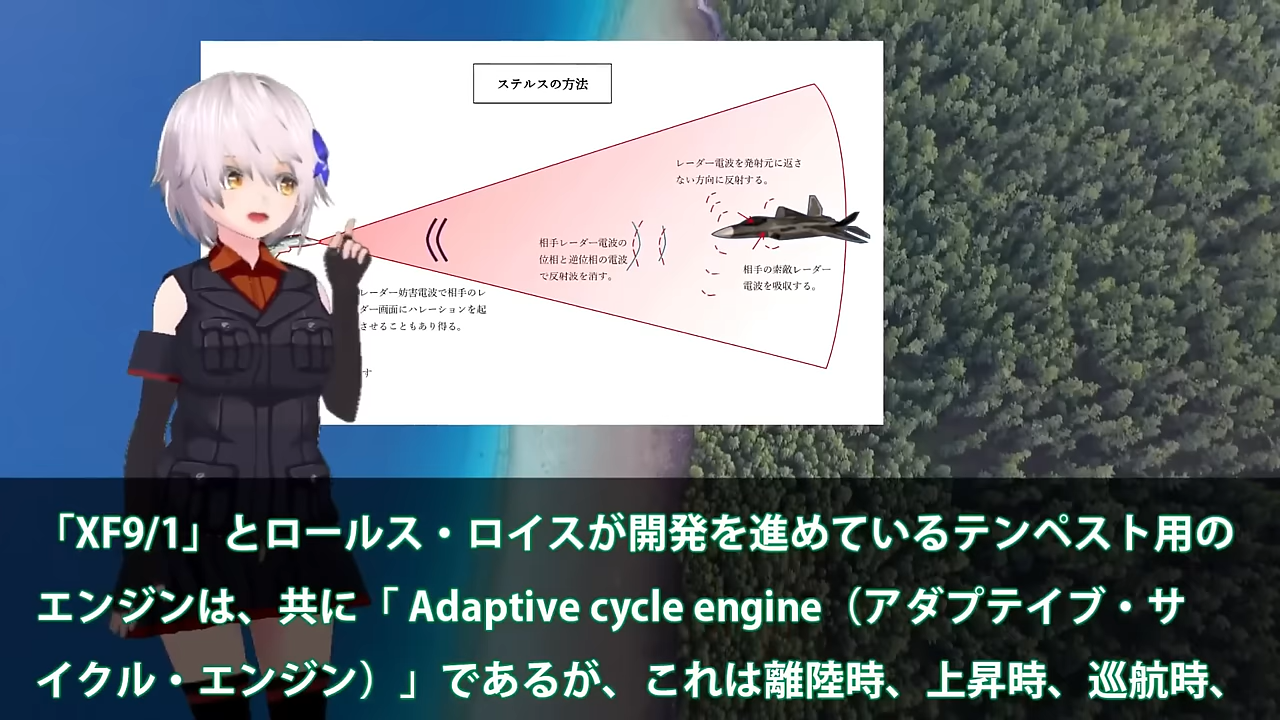 ステルスの方法
レーダー電波を発射元に返さ
ない方向に反射する。
相手レーダー電波の
位相と逆位相の電波
で反射波を消す。
相手の索敵レーダー
電波を吸収する。
レーダー妨害電波で相手のレ
ダー画面にハレーションを起
させることもあり得る。
す
「XF9/1」とロールス・ロイスが開発を進めているテンペスト用の
エンジンは、共に「 Adaptive cycle engine（アダプテイブ・サ
イクル・エンジン）」であるが、これは離陸時、上昇時、巡航時、